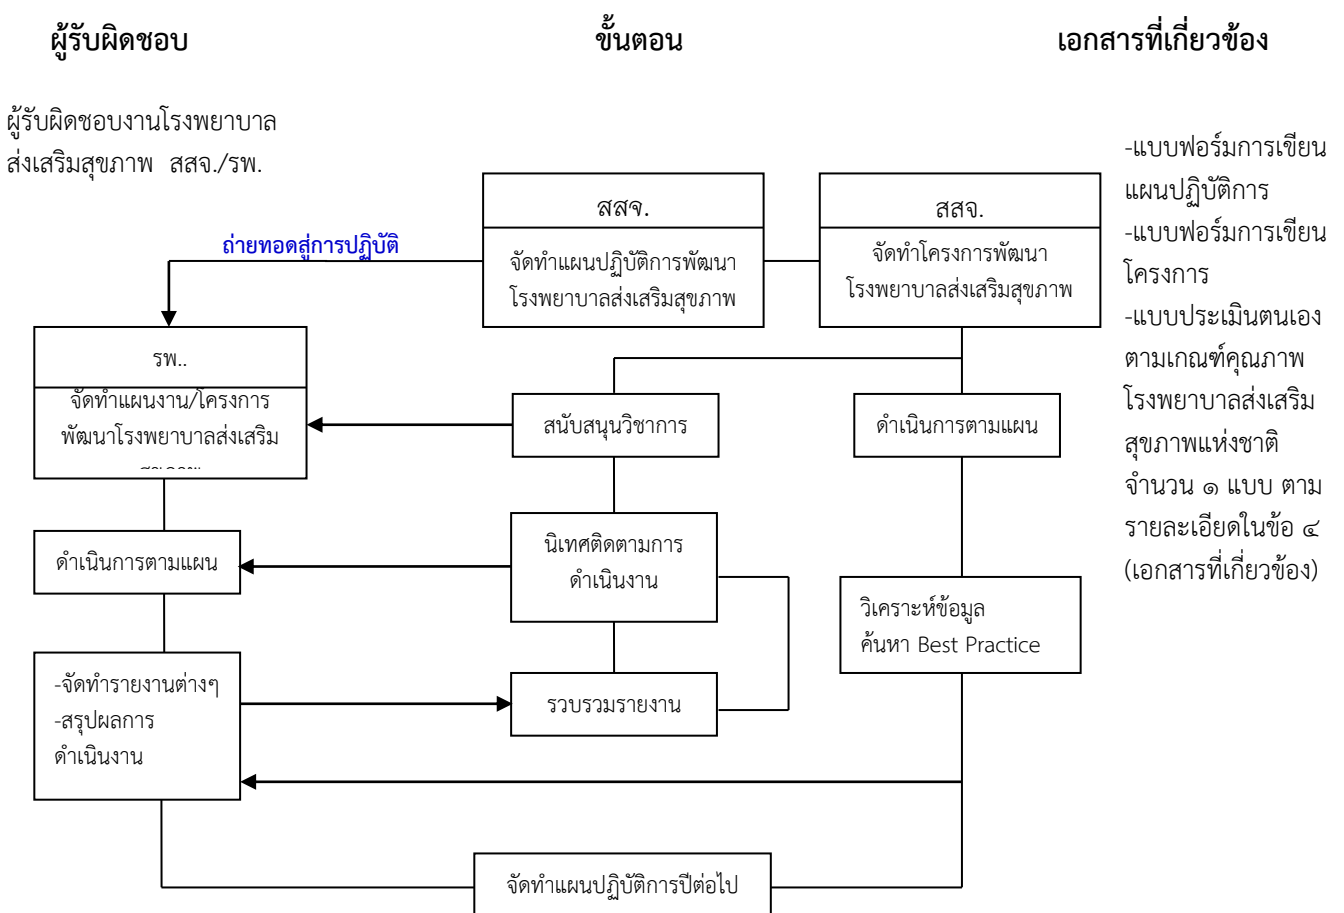 ผู้รับผิดชอบ
ขั้นตอน
เอกสารที่เกี่ยวข้อง
ผู้รับผิดชอบงานโรงพยาบาล
ส่งเสริมสุขภาพ สสจ./รพ.
-แบบฟอร์มการเขียน
แผนปฏิบัติการ
-แบบฟอร์มการเขียน
โครงการ
-แบบประเมินตนเอง
ตามเกณฑ์คุณภาพ
โรงพยาบาลส่งเสริม
สุขภาพแห่งชาติ
จำนวน ๑ แบบ ตาม
รายละเอียดในข้อ ๔
(เอกสารที่เกี่ยวข้อง)
สสจ.
จัดทำแผนปฏิบัติการพัฒนา
โรงพยาบาลส่งเสริมสุขภาพ
สสจ.
จัดทำโครงการพัฒนา
โรงพยาบาลส่งเสริมสุขภาพ
ถ่ายทอดสู่การปฏิบัติ
รพ..
จัดทำแผนงาน/โครงการ
พัฒนาโรงพยาบาลส่งเสริม
สนับสนุนวิชาการ
ดำเนินการตามแผน
ดำเนินการตามแผน
นิเทศติดตามการ
ดำเนินงาน
วิเคราะห์ข้อมูล
ค้นหา Best Practice
-จัดทำรายงานต่างๆ
-สรุปผลการ
ดำเนินงาน
รวบรวมรายงาน
จัดทำแผนปฏิบัติการปีต่อไป